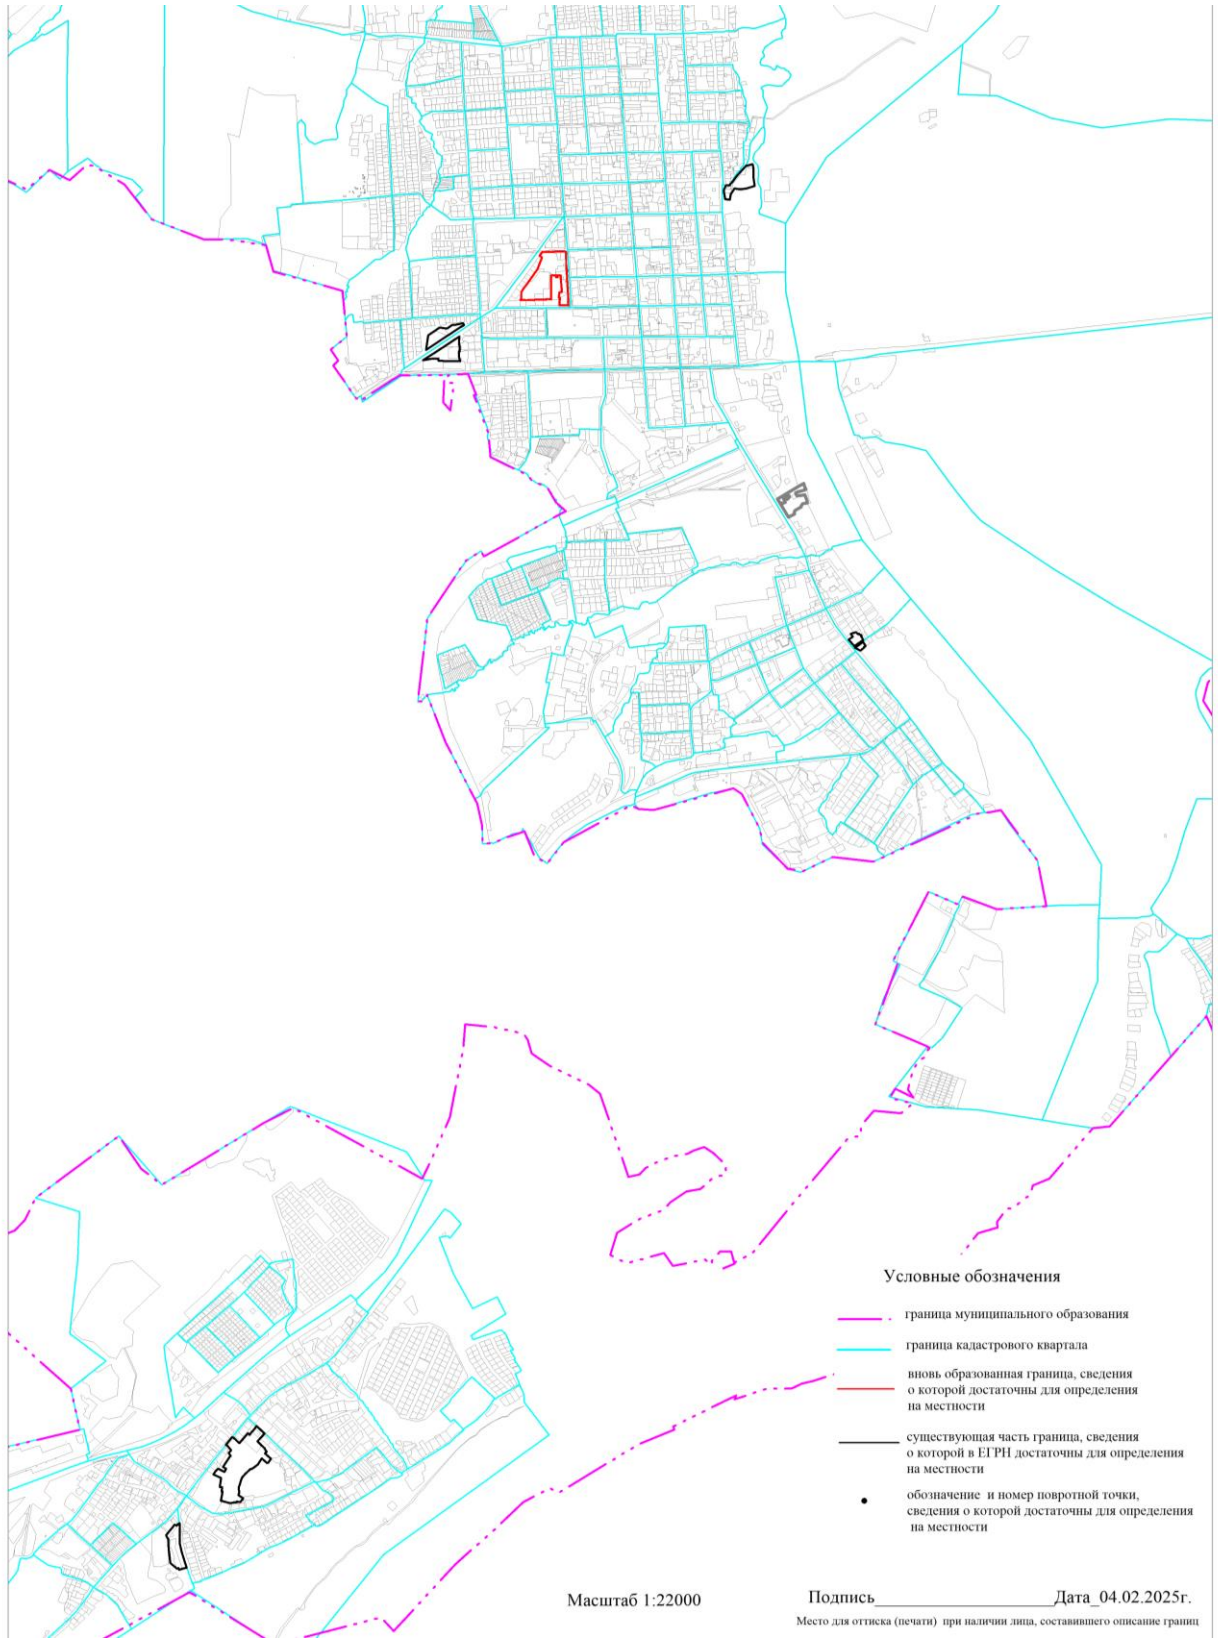 Условные обозначения
граница муниципального образования
граница кадастрового квартала
вновь образованная граница, сведения
о которой достаточны для определения
на местности
существующая часть граница, сведения
о которой в ЕГРН достаточны для определения
на местности
обозначение и номер повротной точки,
сведения о которой достаточны для определения
на местности
Масштаб 1:22000
Подпись____________________Дата_04.02.2025г.
Место для оттиска (печати) при наличии лица, составившего описание границ